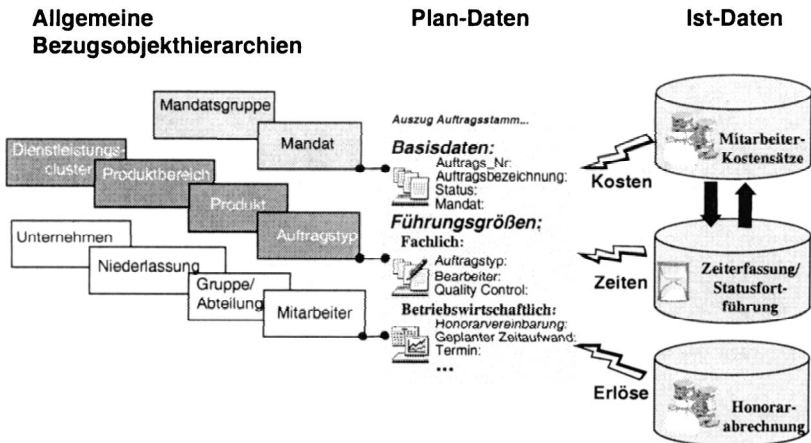 Allgemeine
Bezugsobjekthierarchien
Plan-Daten
Ist-Daten
Mandatsgruppe
Mandat
Dienstleistungs-
cluster
Produktbereich
Produkt
Auftragstyp
Unternehmen
Niederlassung
Gruppe/
Abteilung
Mitarbeiter
Auszug Auftragsstamm...
Basisdaten:
Auftrags_Nr:
Auftragsbezeichnung:
Status:
Mandat:
Führungsgrößen:
Fachlich:
Auftragstyp:
Bearbeiter:
Quality Control:
Betriebswirtschaftlich:
Honorarvereinbarung:
Geplanter Zeitaufwand:
Termin:
...
Kosten
Zeiten
Erlöse
Mitarbeiter-
Kostensätze
Zeiterfassung/
Statusfort-
führung
Honorar-
abrechnung